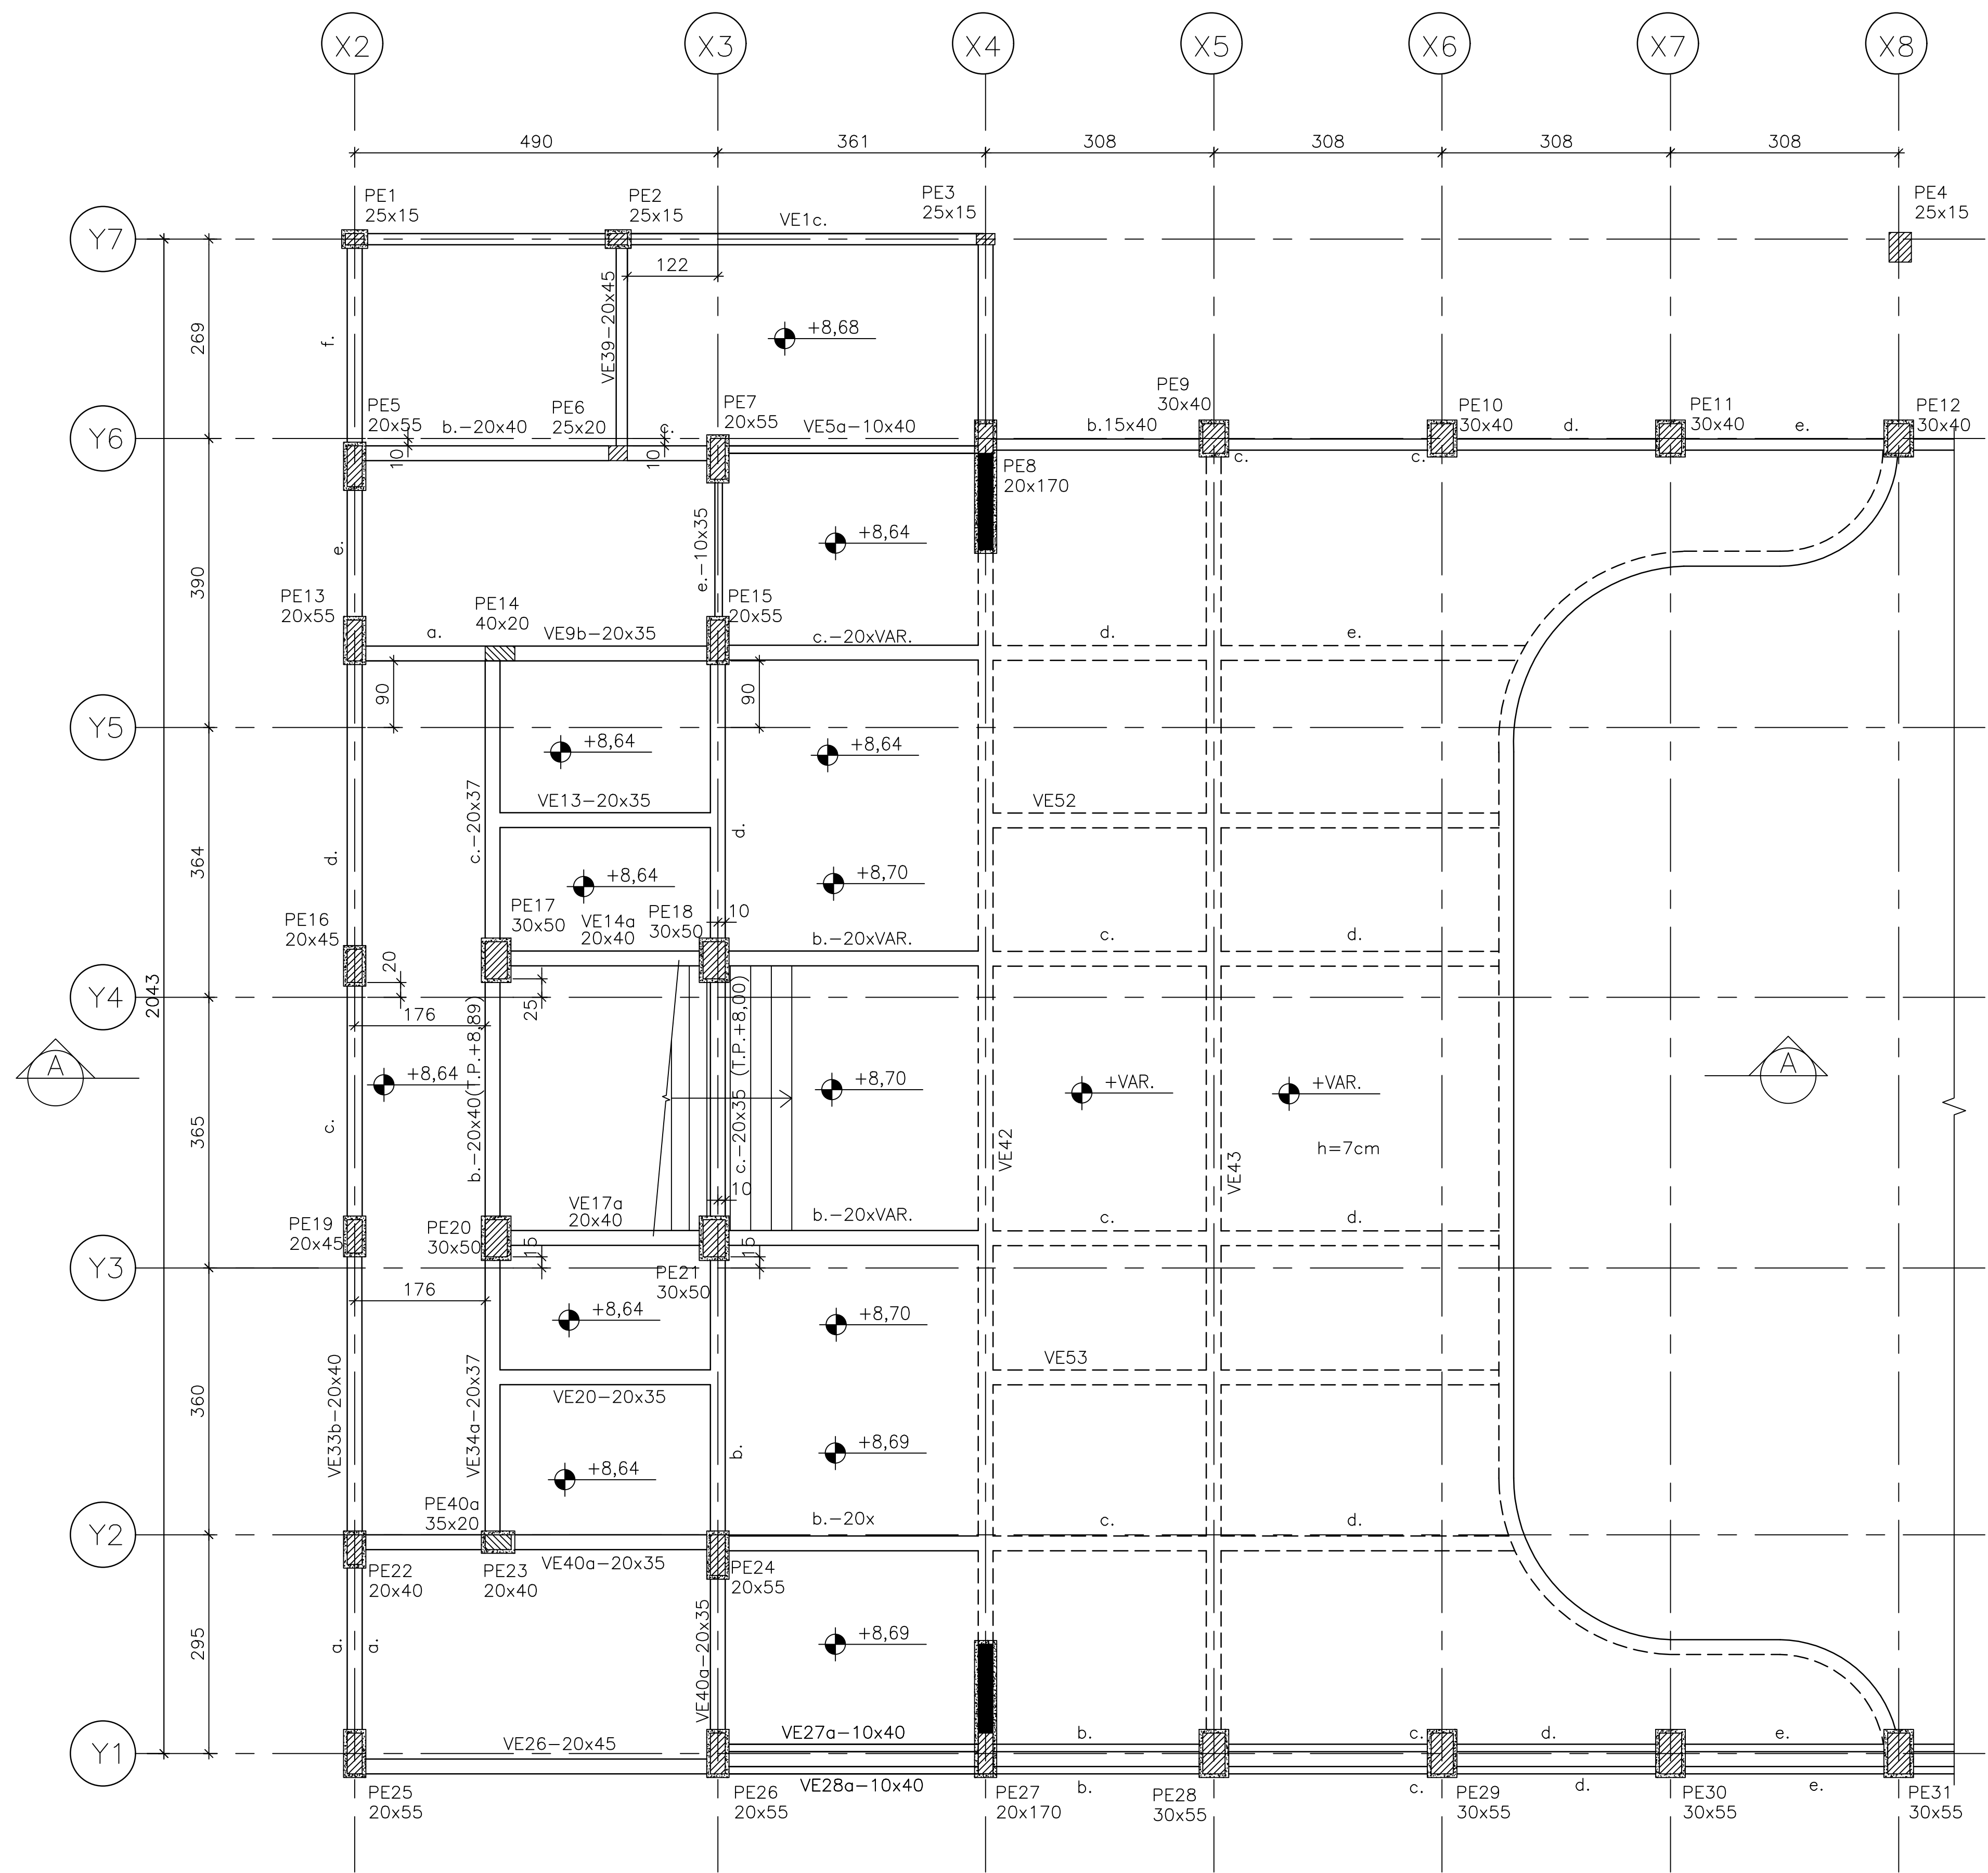 X2
X3
X4
X5
X6
X7
X8
490
361
308
308
308
308
PE1
25x15
PE2
25x15
VE1c.
PE3
25x15
PE4
25x15
Y7
122
269
f.
VE39-20x45
+8,68
PE5
20x55
b.-20x40
PE6
25x20
c.
PE7
20x55
VE5a-10x40
b.15x40
PE9
30x40
PE10
30x40
d.
PE11
30x40
e.
PE12
30x40
Y6
10
10
c.
c.
PE8
20x170
390
e.
e.-10x35
+8,64
PE13
20x55
a.
PE14
40x20
VE9b-20x35
PE15
20x55
c.-20xVAR.
d.
e.
90
90
Y5
+8,64
+8,64
c.-20x37
VE13-20x35
VE52
364
d.
d.
+8,64
+8,70
PE16
20x45
PE17
30x50
VE14a
20x40
PE18
30x50
10
b.-20xVAR.
c.
d.
20
25
Y4
2043
176
A
+8,64
b.-20x40(T.P.+8,89)
c.-20x35 (T.P.+8,00)
+8,70
+VAR.
+VAR.
A
365
c.
h=7cm
VE42
VE43
10
PE19
20x45
PE20
30x50
VE17a
20x40
b.-20xVAR.
c.
d.
15
15
Y3
PE21
30x50
176
+8,64
+8,70
VE53
360
VE33b-20x40
VE34a-20x37
VE20-20x35
b.
+8,69
+8,64
PE40a
35x20
b.-20x
c.
d.
Y2
PE22
20x40
PE23
20x40
VE40a-20x35
PE24
20x55
295
a.
a.
VE40a-20x35
+8,69
VE26-20x45
VE27a-10x40
b.
c.
d.
e.
Y1
PE25
20x55
PE26
20x55
VE28a-10x40
PE27
20x170
b.
PE28
30x55
c.
PE29
30x55
d.
PE30
30x55
e.
PE31
30x55